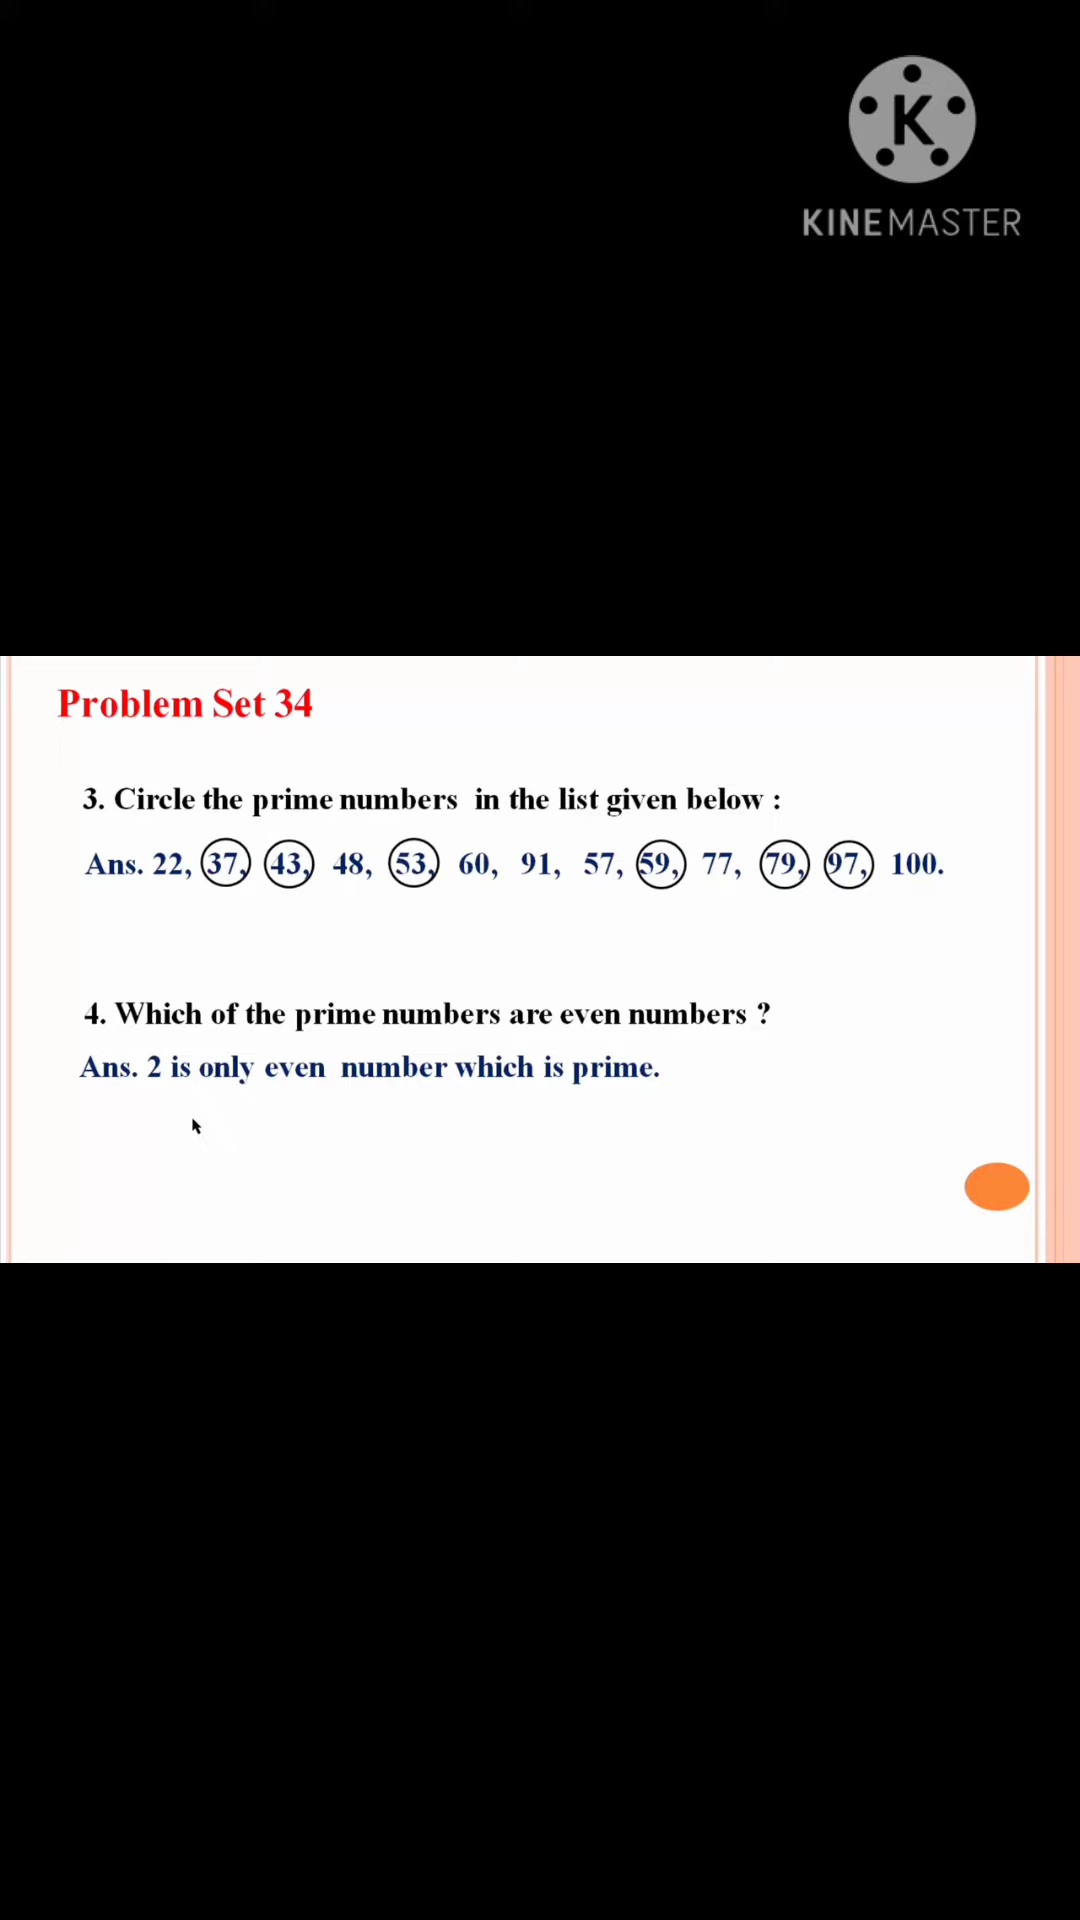 K
KINEMASTER
Problem Set 34
3. Circle the prime numbers in the list given below :
Ans. 22, 37, 43, 48, 53, 60, 91, 57, 59, 77, 79, 97, 100.
4. Which of the prime numbers are even numbers ?
Ans. 2 is only even number which is prime.